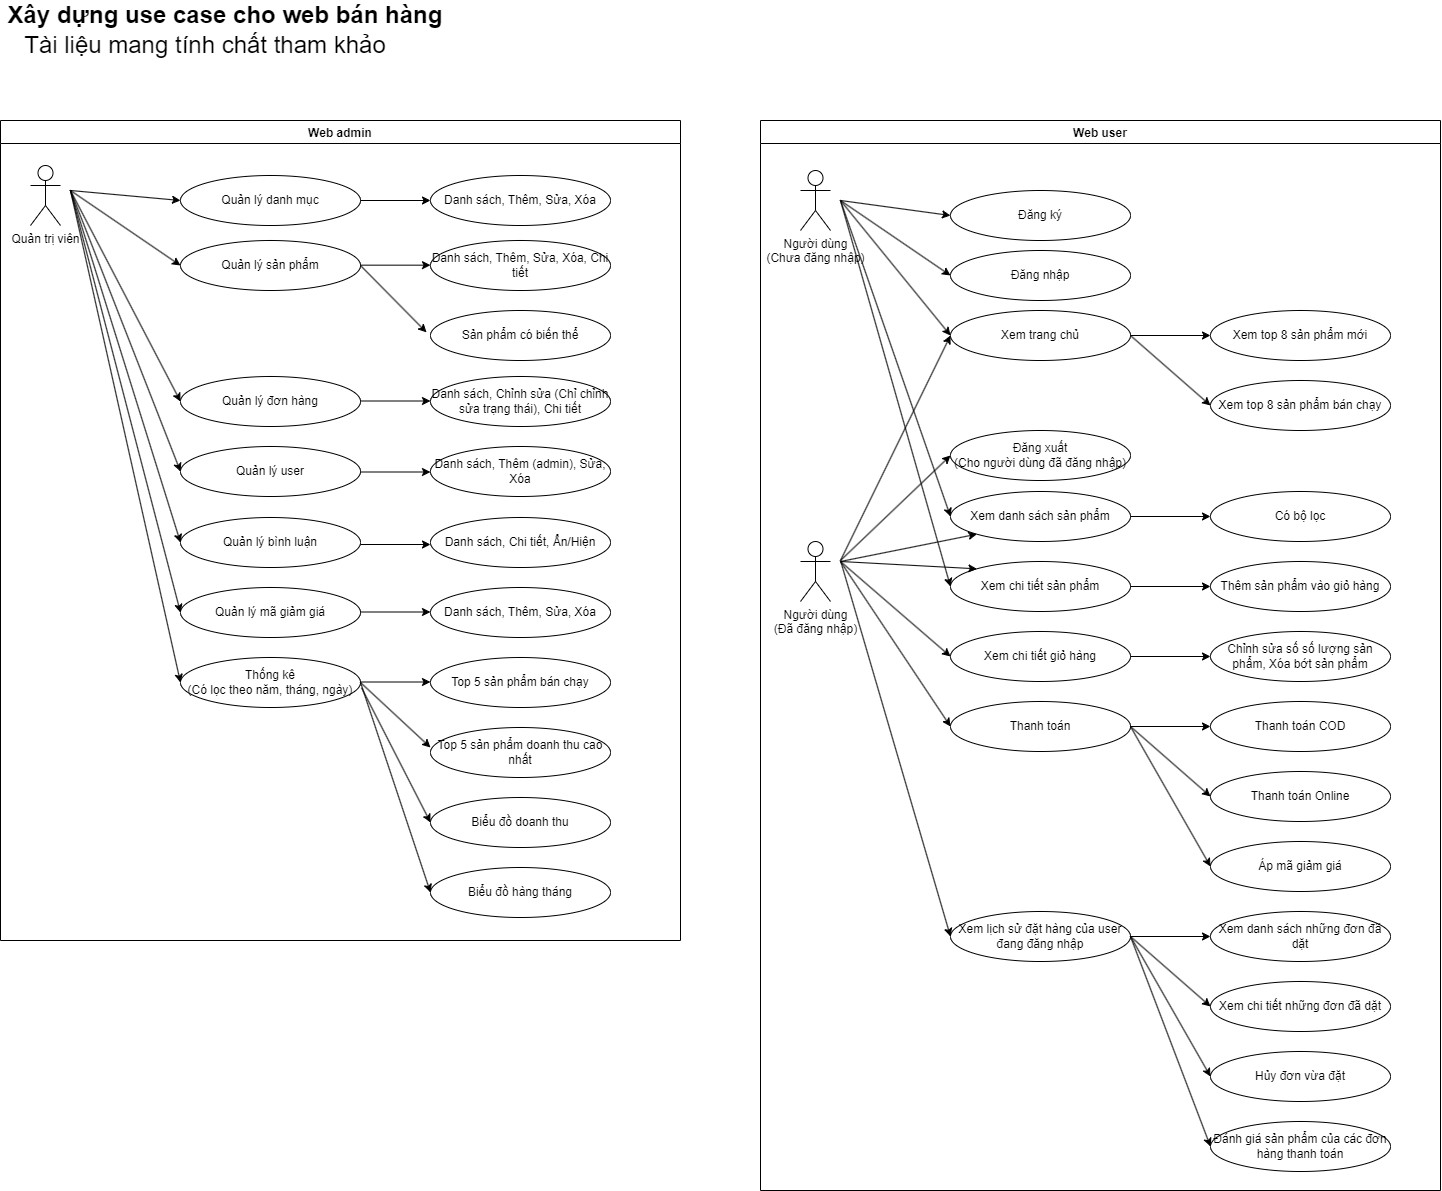 Xây dựng use case cho web bán hàng
Tài liệu mang tính chất tham khảo
Web admin
Quản trị viên
Quản lý danh mục
Danh sách, Thêm, Sửa, Xóa
Quản lý sản phẩm
Danh sách, Thêm, Sửa, Xóa, Chi
tiết
Sản phẩm có biến thể
Quản lý đơn hàng
Danh sách, Chỉnh sửa (Chỉ chỉnh
sửa trạng thái), Chi tiết
Quản lý user
Danh sách, Thêm (admin), Sửa,
Xóa
Quản lý bình luận
Danh sách, Chi tiết, Ẩn/Hiện
Quản lý mã giảm giá
Danh sách, Thêm, Sửa, Xóa
Thống kê
(Có lọc theo năm, tháng, ngày)
Top 5 sản phẩm bán chạy
Top 5 sản phẩm doanh thu cao
nhất
Biểu đồ doanh thu
Biểu đồ hàng tháng
Web user
Người dùng
(Chưa đăng nhập)
Đăng ký
Đăng nhập
Xem trang chủ
Xem top 8 sản phẩm mới
Xem top 8 sản phẩm bán chạy
Đăng xuất
(Cho người dùng đã đăng nhập)
Xem danh sách sản phẩm
Có bộ lọc
Người dùng
(Đã đăng nhập)
Xem chi tiết sản phẩm
Thêm sản phẩm vào giỏ hàng
Xem chi tiết giỏ hàng
Chỉnh sửa số số lượng sản
phẩm, Xóa bớt sản phẩm
Thanh toán
Thanh toán COD
Thanh toán Online
Áp mã giảm giá
Xem lịch sử đặt hàng của user
đang đăng nhập
Xem danh sách những đơn đã
dặt
Xem chi tiết những đơn đã dặt
Hủy đơn vừa đặt
Đánh giá sản phẩm của các đơn
hàng thanh toán